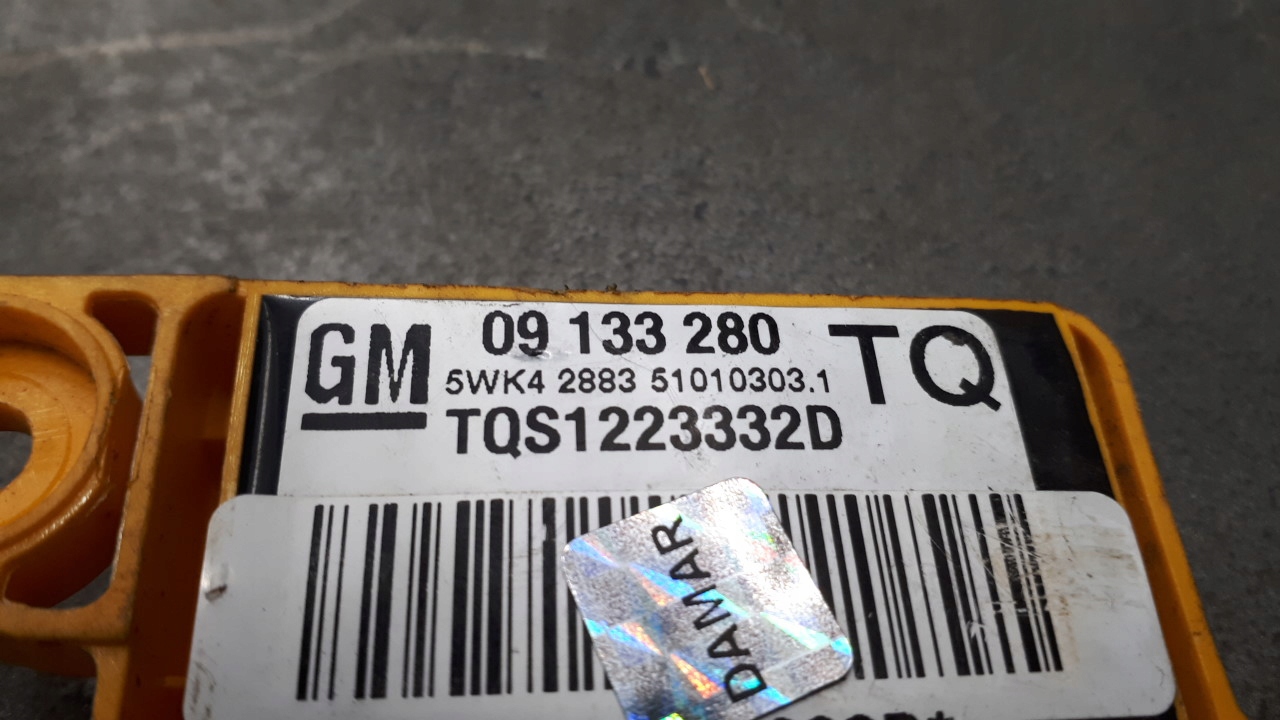 GM
09 133 280
TQ
5WK4 2883 51010303.1
TQS1223332D
DAMAR